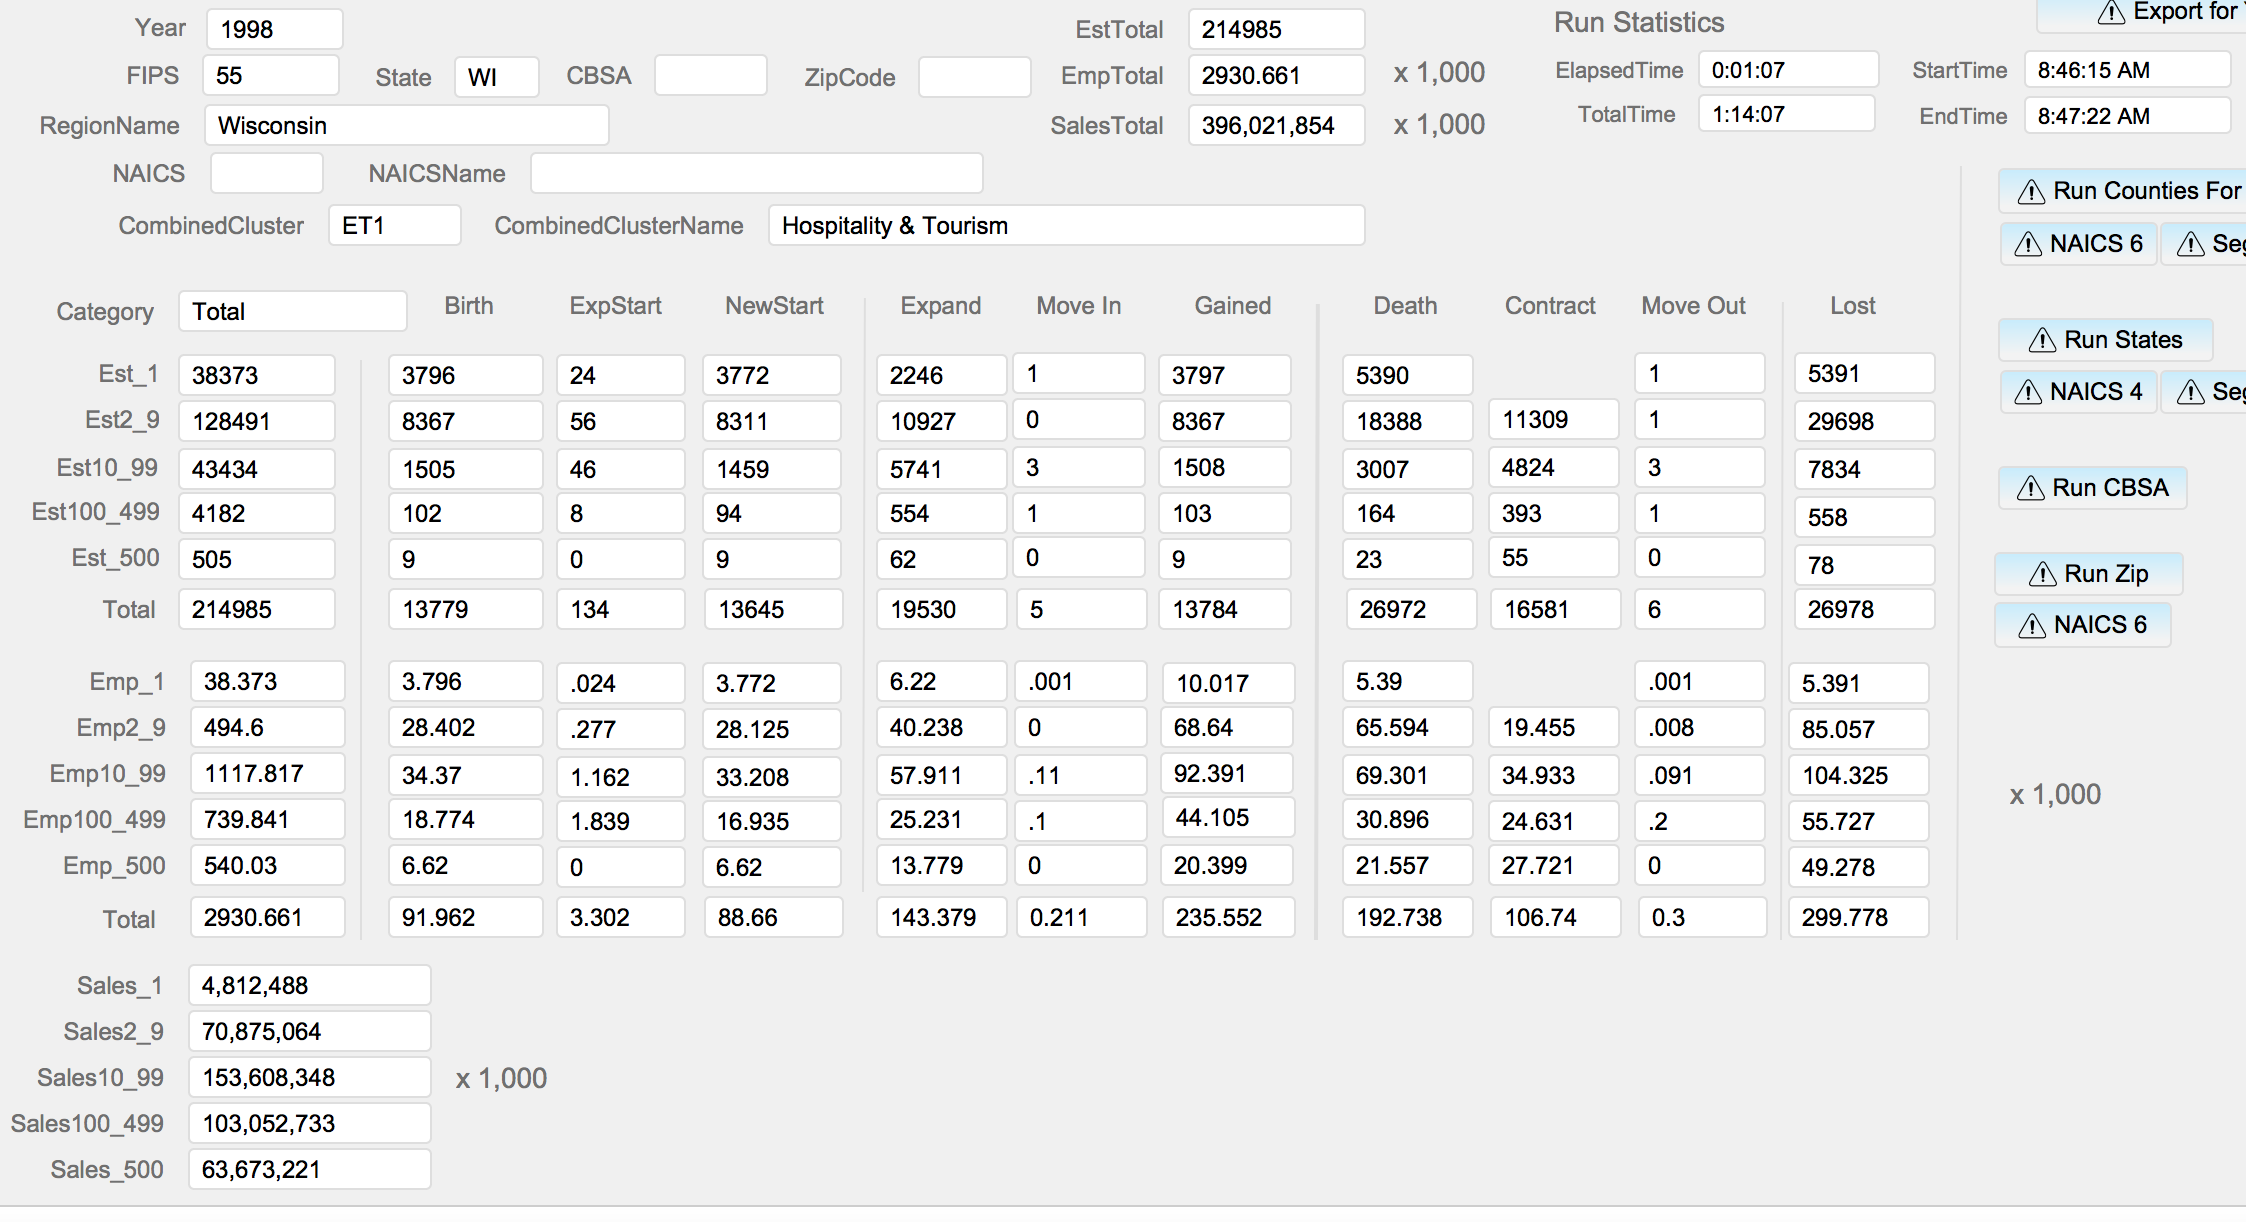 Year 1998 EstTotal 214985 Run Statistics Export for
FIPS 55 State WI CBSA ZipCode EmpTotal 2930.661 x 1,000 ElapsedTime 0:01:07 StartTime 8:46:15 AM
RegionName Wisconsin SalesTotal 396,021,854 x 1,000 TotalTime 1:14:07 EndTime 8:47:22 AM
NAICS NAICSName
Run Counties For
CombinedCluster ET1 CombinedClusterName Hospitality & Tourism
NAICS 6 Seg
Category Total Birth ExpStart NewStart Expand Move In Gained Death Contract Move Out Lost
Run States
Est_1 38373 3796 24 3772 2246 1 3797 5390 1 5391
NAICS 4 Seg
Est2_9 128491 8367 56 8311 10927 0 8367 18388 11309 1 29698
Est10_99 43434 1505 46 1459 5741 3 1508 3007 4824 3 7834
Run CBSA
Est100_499 4182 102 8 94 554 1 103 164 393 1 558
Est_500 505 9 0 9 62 0 9 23 55 0 78
Run Zip
Total 214985 13779 134 13645 19530 5 13784 26972 16581 6 26978
NAICS 6
Emp_1 38.373 3.796 .024 3.772 6.22 .001 10.017 5.39 .001 5.391
Emp2_9 494.6 28.402 .277 28.125 40.238 0 68.64 65.594 19.455 .008 85.057
Emp10_99 1117.817 34.37 1.162 33.208 57.911 .11 92.391 69.301 34.933 .091 104.325
x 1,000
Emp100_499 739.841 18.774 1.839 16.935 25.231 .1 44.105 30.896 24.631 .2 55.727
Emp_500 540.03 6.62 0 6.62 13.779 0 20.399 21.557 27.721 0 49.278
Total 2930.661 91.962 3.302 88.66 143.379 0.211 235.552 192.738 106.74 0.3 299.778
Sales_1 4,812,488
Sales2_9 70,875,064
Sales10_99 153,608,348 x 1,000
Sales100_499 103,052,733
Sales_500 63,673,221